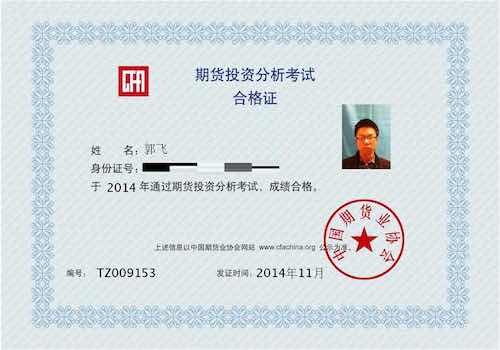 CFA
期货投资分析考试
合格证
姓 名：郭飞
身份证号：
于 2014 年通过期货投资分析考试、成绩合格。
上述信息以中国期货业协会网站 www.cfachina.org 公示为准。
中国期货业协会
编号： TZ009153 发证时间：2014年11月